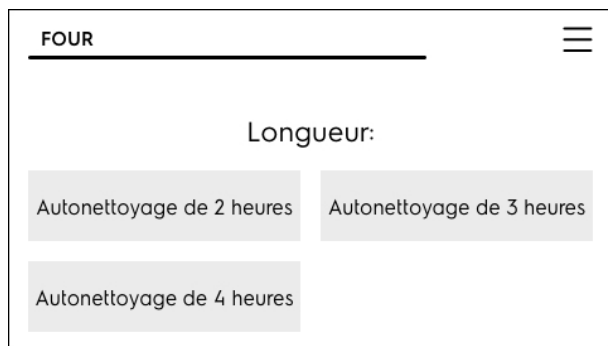 FOUR
Longueur:
Autonettoyage de 2 heures
Autonettoyage de 3 heures
Autonettoyage de 4 heures